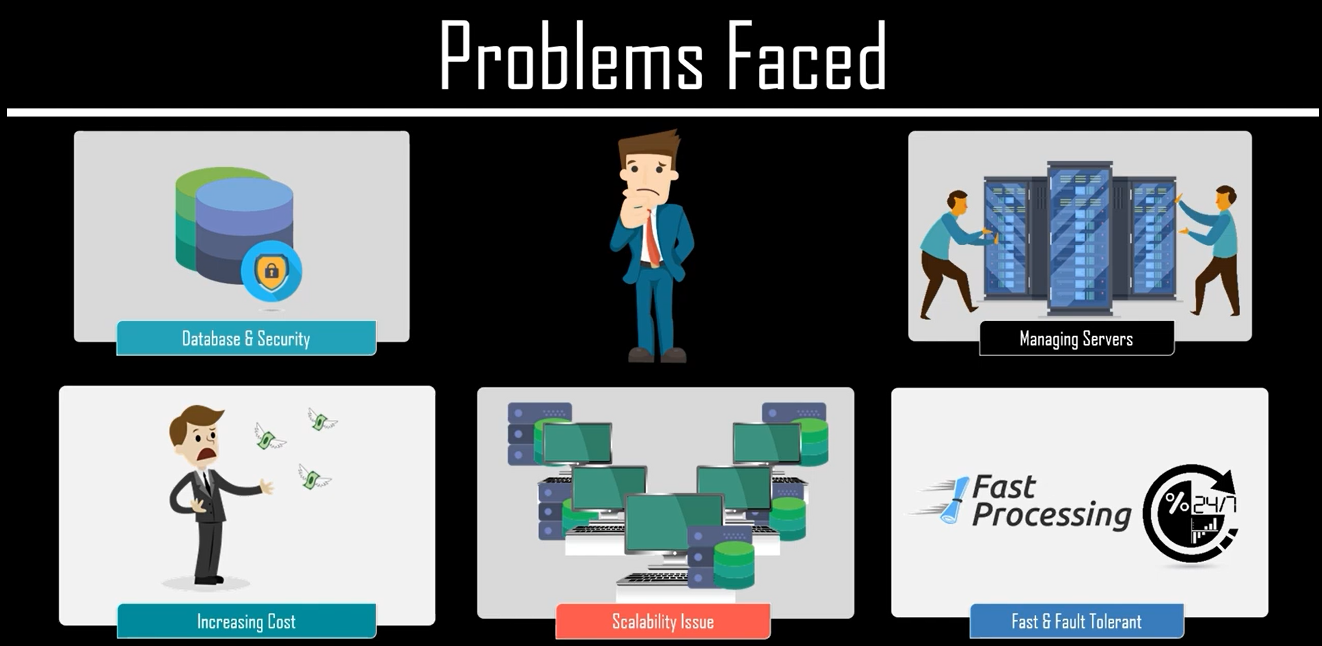 Problems Faced
Database & Security
Managing Servers
Increasing Cost
Scalability Issue
Fast
Processing
% 24/7
Fast & Fault Tolerant